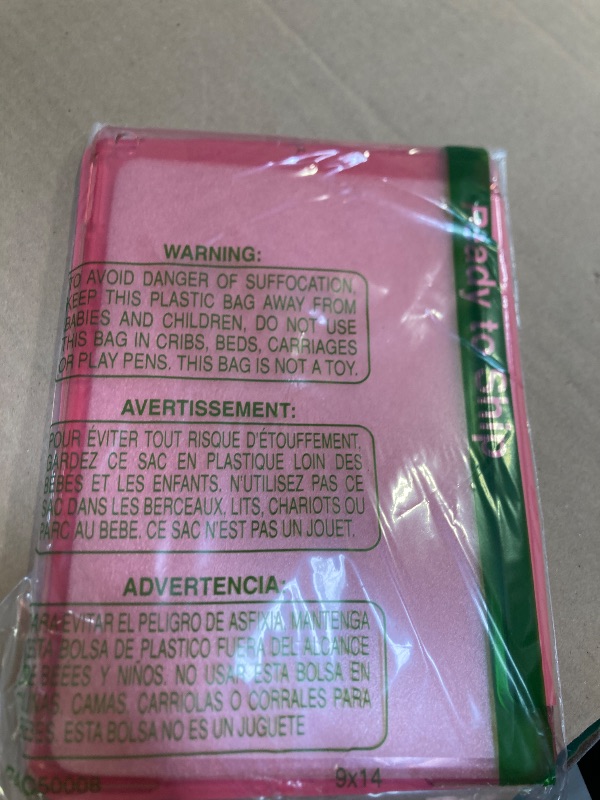 WARNING:
TO AVOID DANGER OF SUFFOCATION,
KEEP THIS PLASTIC BAG AWAY FROM
BABIES AND CHILDREN, DO NOT USE
THIS BAG IN CRIBS, BEDS, CARRIAGES
OR PLAY PENS. THIS BAG IS NOT A TOY.
AVERTISSEMENT:
POUR ÉVITER TOUT RISQUE D'ÉTOUFFEMENT.
GARDEZ CE SAC EN PLASTIQUE LOIN DES
BÉBES ET LES ENFANTS. N'UTILISEZ PAS CE
SAC DANS LES BERCEAUX, LITS, CHARIOTS OU
PARC AU BEBE. CE SAC N'EST PAS UN JOUET.
ADVERTENCIA:
PARA EVITAR EL PELIGRO DE ASFIXIA MANTENGA
ESTA BOLSA DE PLASTICO FUERA DEL ALCANCE
DE BEEES Y NIÑOS. NO USAR ESTA BOLSA EN
CAMAS, CARRIOLAS O CORRALES PARA
ESTA BOLSA NO ES UN JUGUETE
9x14
Ready to Ship